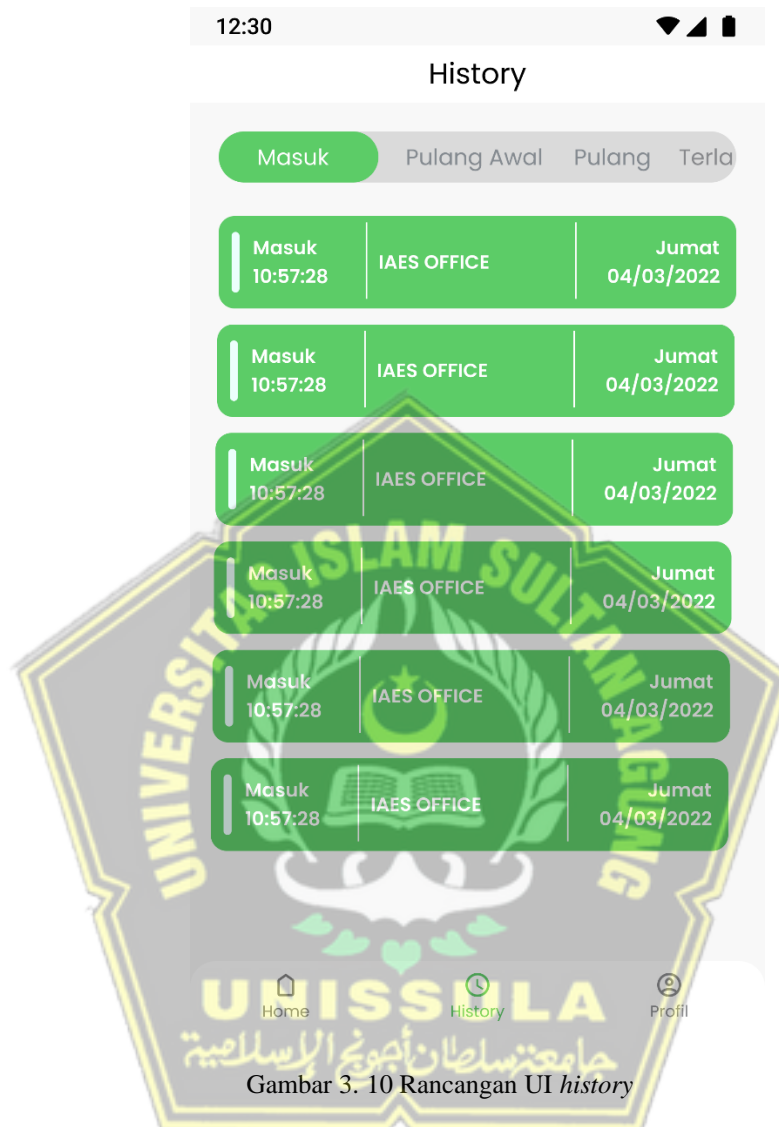 12:30
History
Masuk Pulang Awal Pulang Terla
Masuk
10:57:28
IAES OFFICE
Jumat
04/03/2022
Masuk
10:57:28
IAES OFFICE
Jumat
04/03/2022
Masuk
10:57:28
IAES OFFICE
Jumat
04/03/2022
Masuk
10:57:28
IAES OFFICE
Jumat
04/03/2022
Masuk
10:57:28
IAES OFFICE
Jumat
04/03/2022
Masuk
10:57:28
IAES OFFICE
Jumat
04/03/2022
UNIVERSITAS ISLAM SULTAN AGUNG
Home History Profil
UNISSULA
جامعة سلطان أجونج الإسلامية
Gambar 3. 10 Rancangan UI history